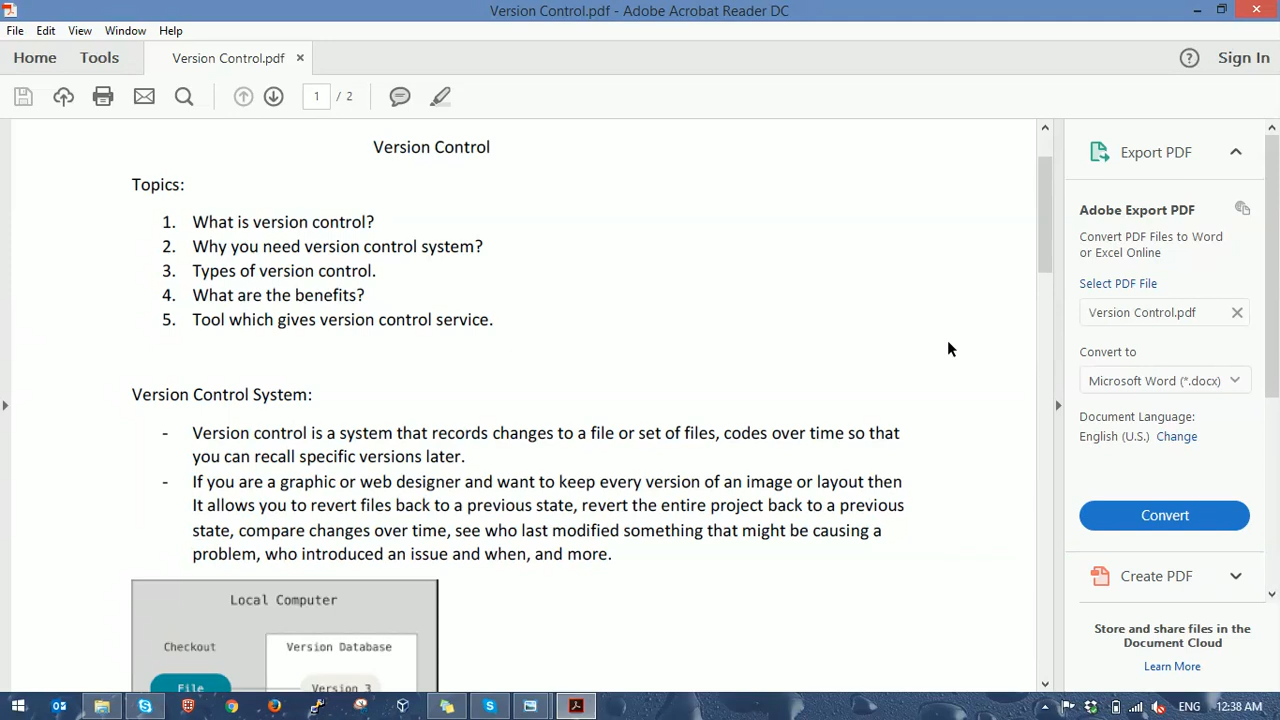 Version Control.pdf - Adobe Acrobat Reader DC
File Edit View Window Help
Home Tools Version Control.pdf × ? Sign In
1 / 2
Version Control
Topics:
1. What is version control?
2. Why you need version control system?
3. Types of version control.
4. What are the benefits?
5. Tool which gives version control service.
Version Control System:
- Version control is a system that records changes to a file or set of files, codes over time so that
you can recall specific versions later.
- If you are a graphic or web designer and want to keep every version of an image or layout then
It allows you to revert files back to a previous state, revert the entire project back to a previous
state, compare changes over time, see who last modified something that might be causing a
problem, who introduced an issue and when, and more.
Local Computer
Checkout Version Database
File Version 3
Export PDF
Adobe Export PDF
Convert PDF Files to Word
or Excel Online
Select PDF File
Version Control.pdf ×
Convert to
Microsoft Word (*.docx)
Document Language:
English (U.S.) Change
Convert
Create PDF
Store and share files in the
Document Cloud
Learn More
ENG 12:38 AM